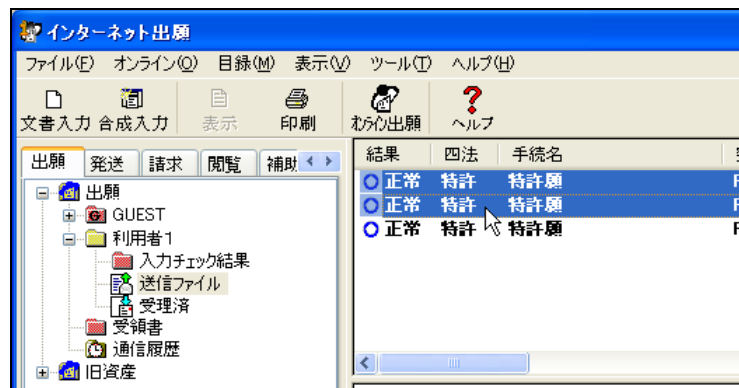 インターネット出願
ファイル(F) オンライン(O) 目録(M) 表示(V) ツール(T) ヘルプ(H)
文書入力 合成入力 表示 印刷 オンライン出願 ヘルプ
出願 発送 請求 閲覧 補助
結果 四法 手続名
正常 特許 特許願
正常 特許 特許願
正常 特許 特許願
出願
GUEST
利用者1
入力チェック結果
送信ファイル
受理済
受領書
通信履歴
旧資産